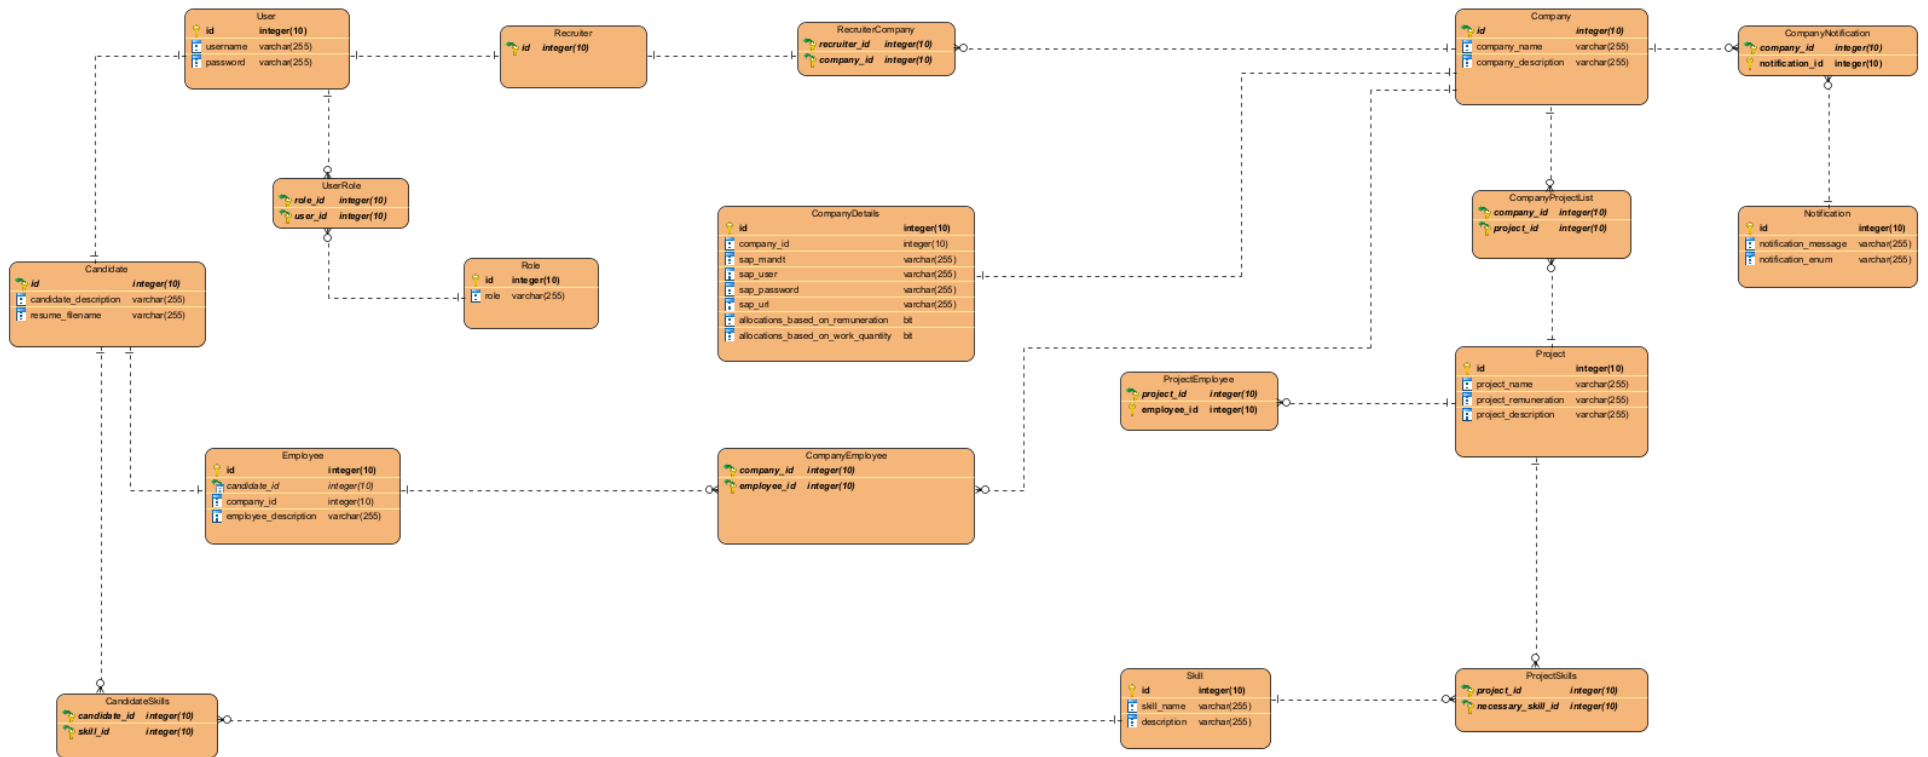 User
id integer(10)
username varchar(255)
password varchar(255)
Recruiter
id integer(10)
RecruiterCompany
recruiter_id integer(10)
company_id integer(10)
Company
id integer(10)
company_name varchar(255)
company_description varchar(255)
CompanyNotification
company_id integer(10)
notification_id integer(10)
UserRole
role_id integer(10)
user_id integer(10)
CompanyDetails
id integer(10)
company_id integer(10)
sap_mandt varchar(255)
sap_user varchar(255)
sap_password varchar(255)
sap_url varchar(255)
allocations_based_on_remuneration bit
allocations_based_on_work_quantity bit
CompanyProjectList
company_id integer(10)
project_id integer(10)
Notification
id integer(10)
notification_message varchar(255)
notification_enum varchar(255)
Candidate
id integer(10)
candidate_description varchar(255)
resume_filename varchar(255)
Role
id integer(10)
role varchar(255)
ProjectEmployee
project_id integer(10)
employee_id integer(10)
Project
id integer(10)
project_name varchar(255)
project_remuneration varchar(255)
project_description varchar(255)
Employee
id integer(10)
candidate_id integer(10)
company_id integer(10)
employee_description varchar(255)
CompanyEmployee
company_id integer(10)
employee_id integer(10)
CandidateSkills
candidate_id integer(10)
skill_id integer(10)
Skill
id integer(10)
skill_name varchar(255)
description varchar(255)
ProjectSkills
project_id integer(10)
necessary_skill_id integer(10)